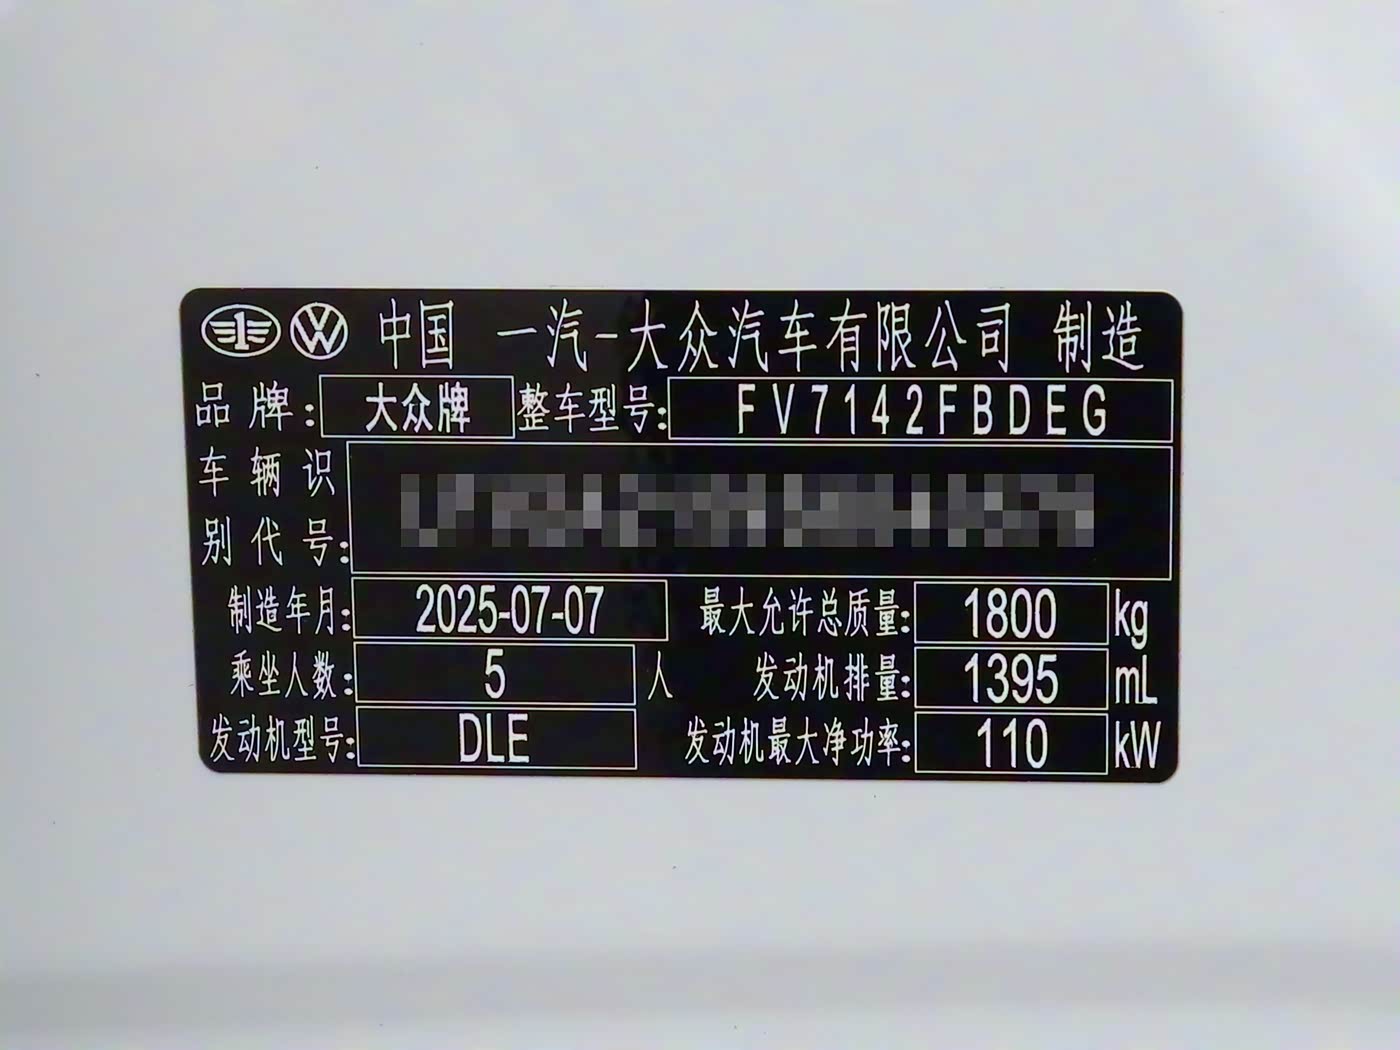 中国 一汽-大众汽车有限公司 制造
品牌: 大众牌 整车型号: FV7142FBDEG
车辆识
别代号:
制造年月: 2025-07-07 最大允许总质量: 1800 kg
乘坐人数: 5 人 发动机排量: 1395 mL
发动机型号: DLE 发动机最大净功率: 110 kW